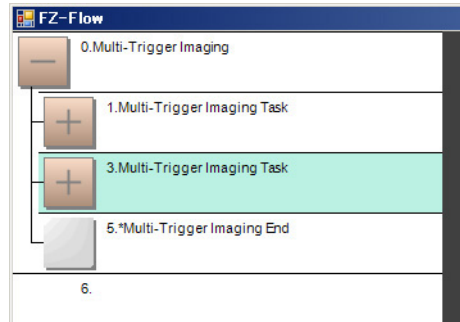 FZ-Flow
0.Multi-Trigger Imaging
1.Multi-Trigger Imaging Task
3.Multi-Trigger Imaging Task
5.*Multi-Trigger Imaging End
6.